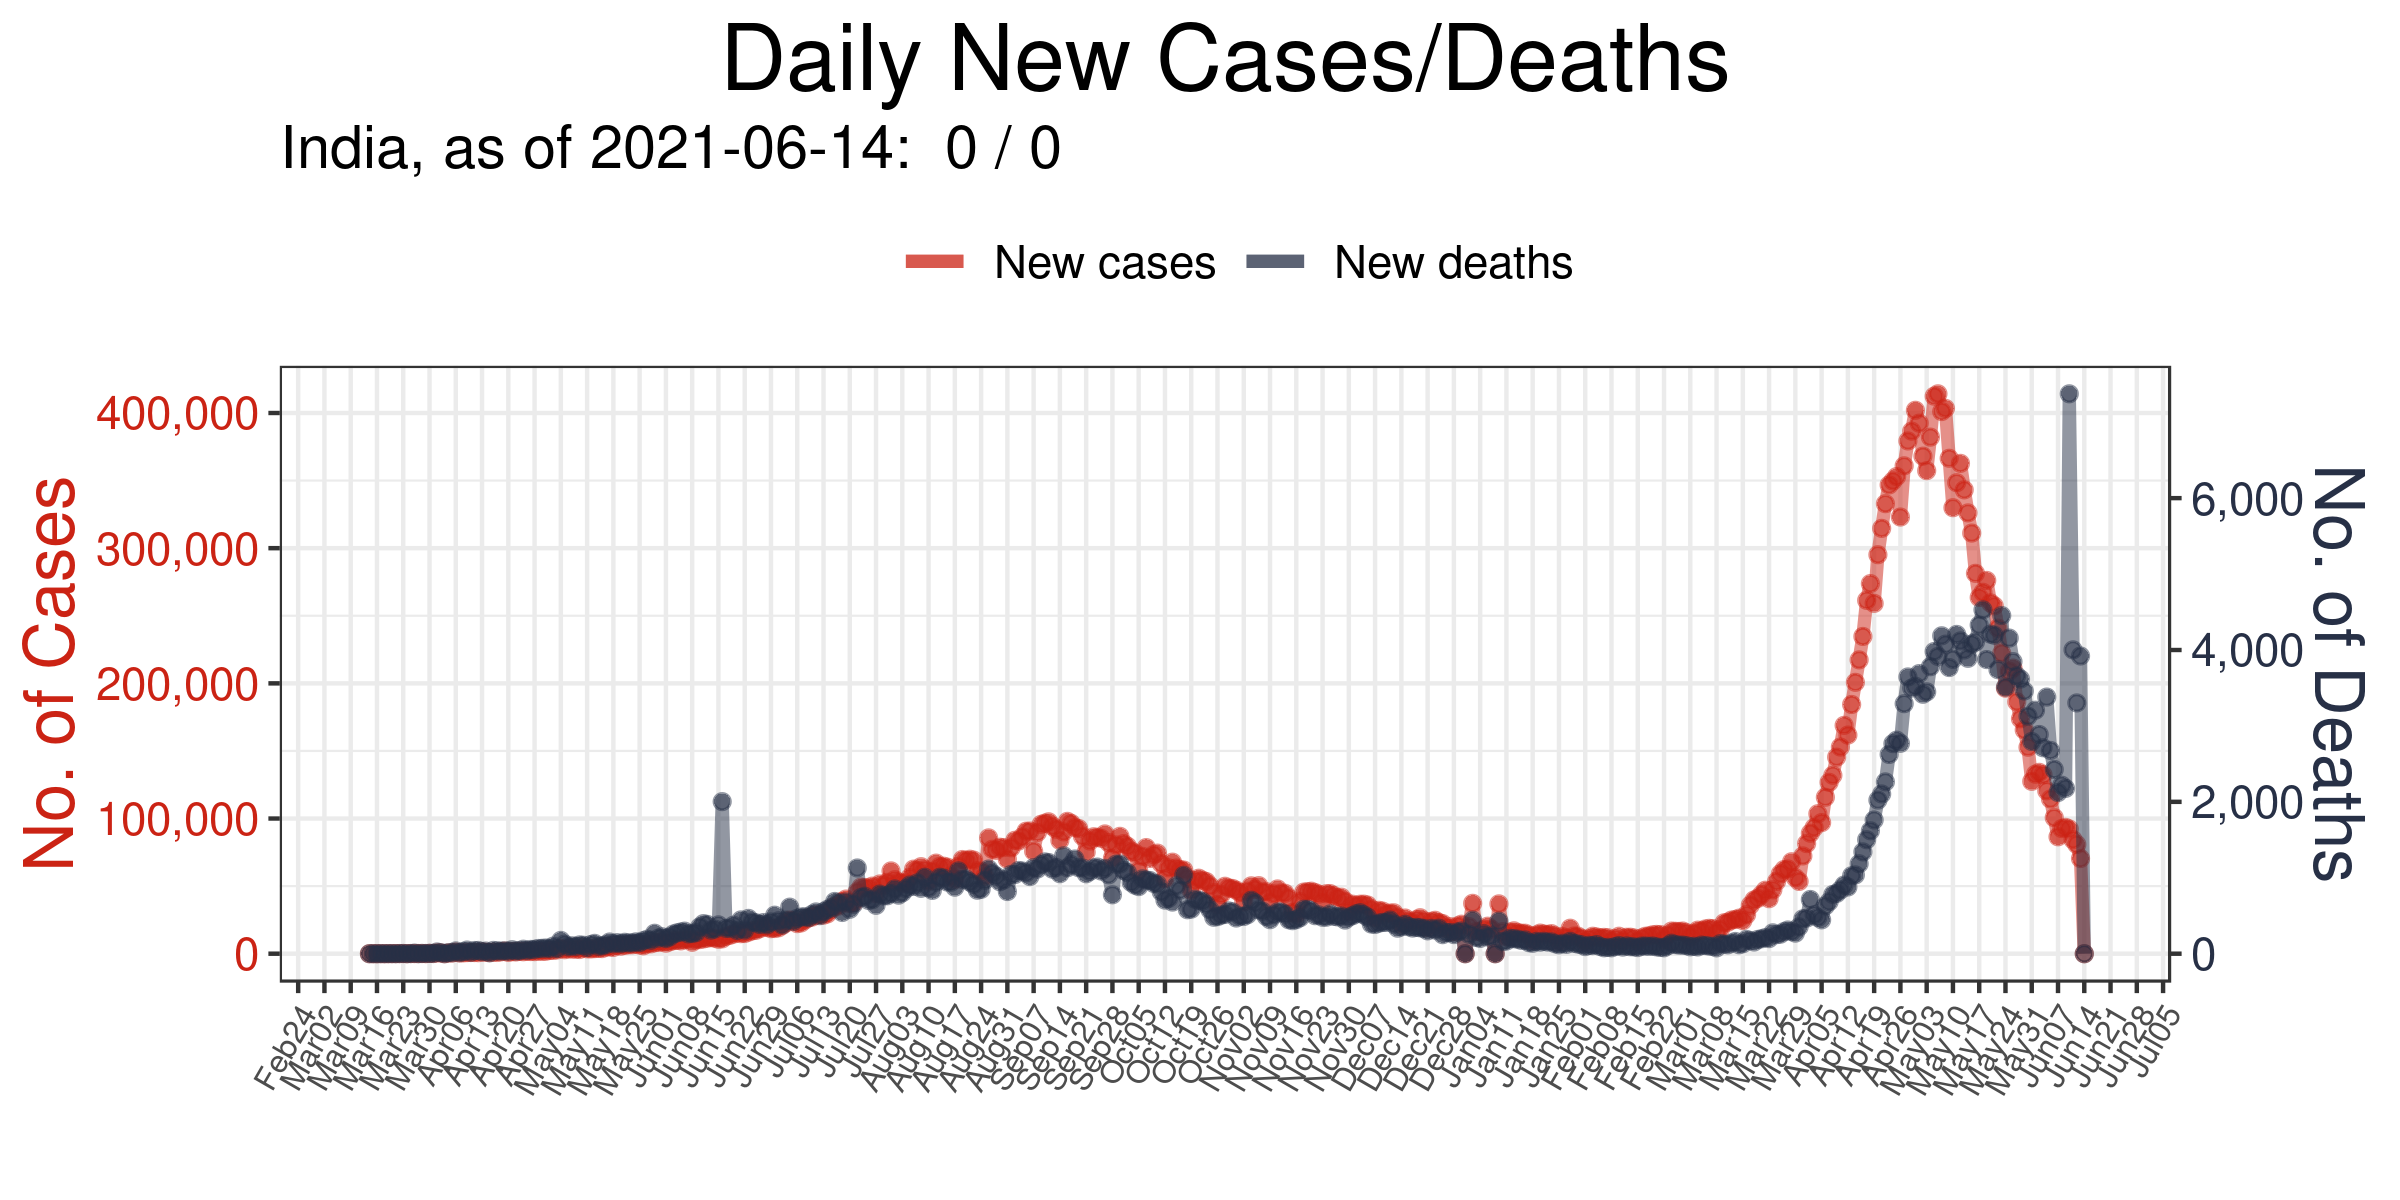 Daily New Cases/Deaths
India, as of 2021-06-14:  0 / 0
New cases
New deaths
No. of Cases
400,000
300,000
200,000
100,000
0
6,000
4,000
2,000
0
No. of Deaths
Feb24
Mar02
Mar09
Mar16
Mar23
Mar30
Apr06
Apr13
Apr20
Apr27
May04
May11
May18
May25
Jun01
Jun08
Jun15
Jun22
Jun29
Jul06
Jul13
Jul20
Jul27
Aug03
Aug10
Aug17
Aug24
Aug31
Sep07
Sep14
Sep21
Sep28
Oct05
Oct12
Oct19
Oct26
Nov02
Nov09
Nov16
Nov23
Nov30
Dec07
Dec14
Dec21
Dec28
Jan04
Jan11
Jan18
Jan25
Feb01
Feb08
Feb15
Feb22
Mar01
Mar08
Mar15
Mar22
Mar29
Apr05
Apr12
Apr19
Apr26
May03
May10
May17
May24
May31
Jun07
Jun14
Jun21
Jun28
Jul05